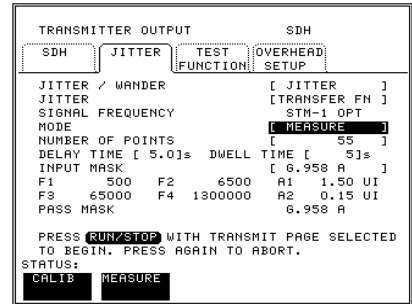 TRANSMITTER OUTPUT SDH
SDH JITTER TEST FUNCTION OVERHEAD SETUP
JITTER / WANDER [ JITTER ]
JITTER [TRANSFER FN ]
SIGNAL FREQUENCY STM-1 OPT
MODE [ MEASURE ]
NUMBER OF POINTS [ 55 ]
DELAY TIME [ 5.0]s DWELL TIME [ 5]s
INPUT MASK [ G.958 A ]
F1 500 F2 6500 A1 1.50 UI
F3 65000 F4 1300000 A2 0.15 UI
PASS MASK G.958 A
PRESS RUN/STOP WITH TRANSMIT PAGE SELECTED
TO BEGIN. PRESS AGAIN TO ABORT.
STATUS:
CALIB MEASURE